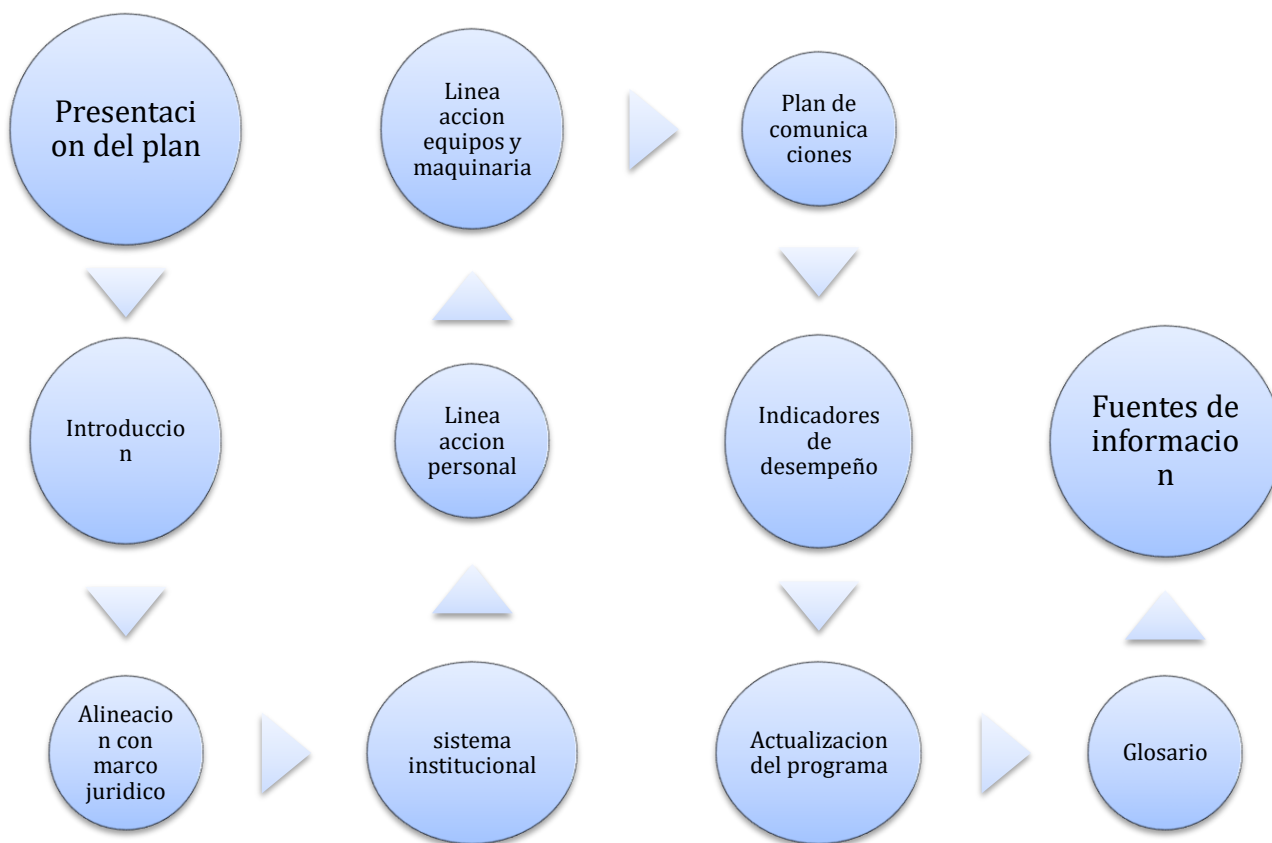 Presentaci
on del plan
Introduccio
n
Alineacio
n con
marco
juridico
sistema
institucional
Linea
accion
personal
Linea
accion
equipos y
maquinaria
Plan de
comunica
ciones
Indicadores
de
desempeño
Actualizacion
del programa
Glosario
Fuentes de
informacio
n